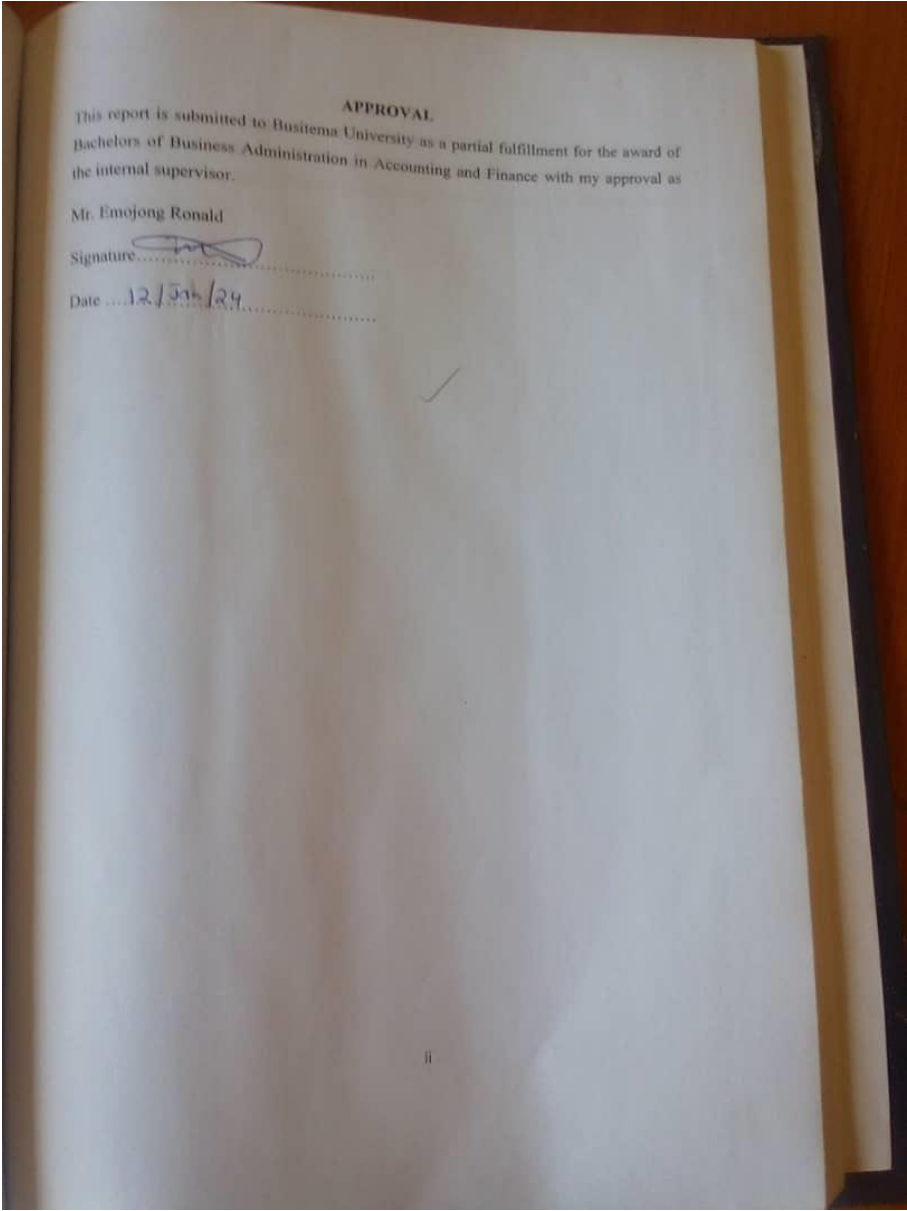 APPROVAL
This report is submitted to Busitema University as a partial fulfillment for the award of
Bachelors of Business Administration in Accounting and Finance with my approval as
the internal supervisor.
Mr. Emojong Ronald
Signature..........................................
Date ....12/Jan/24........................
ii